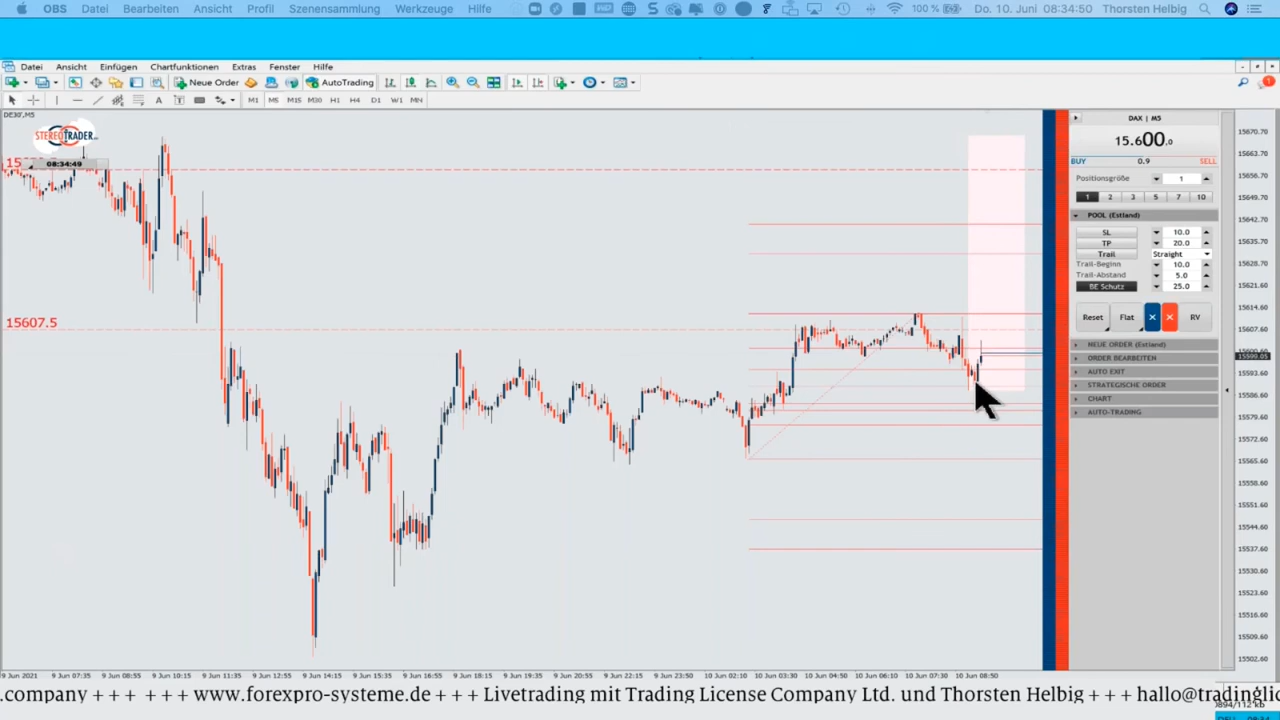 OBS Datei Bearbeiten Ansicht Profil Szenensammlung Werkzeuge Hilfe 100 % Do. 10. Juni 08:34:50 Thorsten Helbig
Datei Ansicht Einfügen Chartfunktionen Extras Fenster Hilfe
Neue Order AutoTrading
M1 M5 M15 M30 H1 H4 D1 W1 MN
DE30',M5
STEREOTRADER
08:34:49
15607.5
DAX | M5
15.600.0
BUY 0.9 SELL
Positionsgröße 1
1 2 3 5 7 10
POOL (Estland)
SL 10.0
TP 20.0
Trail Straight
Trail-Beginn 10.0
Trail-Abstand 5.0
BE Schutz 25.0
Reset Flat × × RV
NEUE ORDER (Estland)
ORDER BEARBEITEN
AUTO EXIT
STRATEGISCHE ORDER
CHART
AUTO-TRADING
15670.70
15663.70
15656.70
15649.70
15642.70
15635.70
15628.70
15621.60
15614.60
15607.60
15593.60
15586.60
15579.60
15572.60
15565.60
15558.60
15551.60
15544.60
15537.60
15530.60
15523.60
15516.60
15509.60
15502.60
9 Jun 2021 9 Jun 07:35 9 Jun 08:55 9 Jun 10:15 9 Jun 11:35 9 Jun 12:55 9 Jun 14:15 9 Jun 15:35 9 Jun 16:55 9 Jun 18:15 9 Jun 19:35 9 Jun 20:55 9 Jun 22:15 9 Jun 23:50 10 Jun 02:10 10 Jun 03:30 10 Jun 04:50 10 Jun 06:10 10 Jun 07:30 10 Jun 08:50
.company +++ +++ www.forexpro-systeme.de +++ Livetrading mit Trading License Company Ltd. und Thorsten Helbig +++ hallo@tradinglic